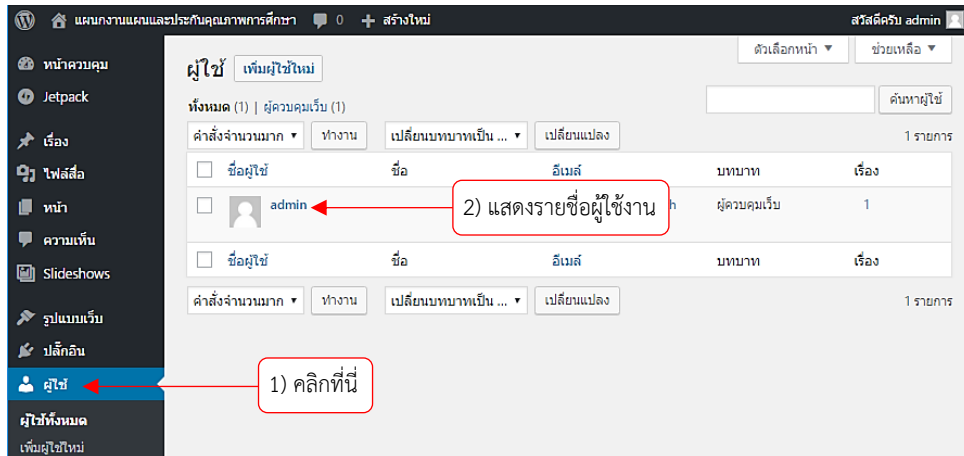 แผนกงานแผนและประกันคุณภาพการศึกษา 0 + สร้างใหม่ สวัสดีครับ admin
ตัวเลือกหน้า ▼ ช่วยเหลือ ▼
หน้าควบคุม
Jetpack
เรื่อง
ไฟล์สื่อ
หน้า
ความเห็น
Slideshows
รูปแบบเว็บ
ปลั๊กอิน
ผู้ใช้
ผู้ใช้ทั้งหมด
เพิ่มผู้ใช้ใหม่
ผู้ใช้ เพิ่มผู้ใช้ใหม่
ทั้งหมด (1) | ผู้ควบคุมเว็บ (1)
ค้นหาผู้ใช้
คำสั่งจำนวนมาก ▼ ทำงาน เปลี่ยนบทบาทเป็น ... ▼ เปลี่ยนแปลง 1 รายการ
ชื่อผู้ใช้ ชื่อ อีเมล์ บทบาท เรื่อง
admin 2) แสดงรายชื่อผู้ใช้งาน h ผู้ควบคุมเว็บ 1
ชื่อผู้ใช้ ชื่อ อีเมล์ บทบาท เรื่อง
คำสั่งจำนวนมาก ▼ ทำงาน เปลี่ยนบทบาทเป็น ... ▼ เปลี่ยนแปลง 1 รายการ
1) คลิกที่นี่